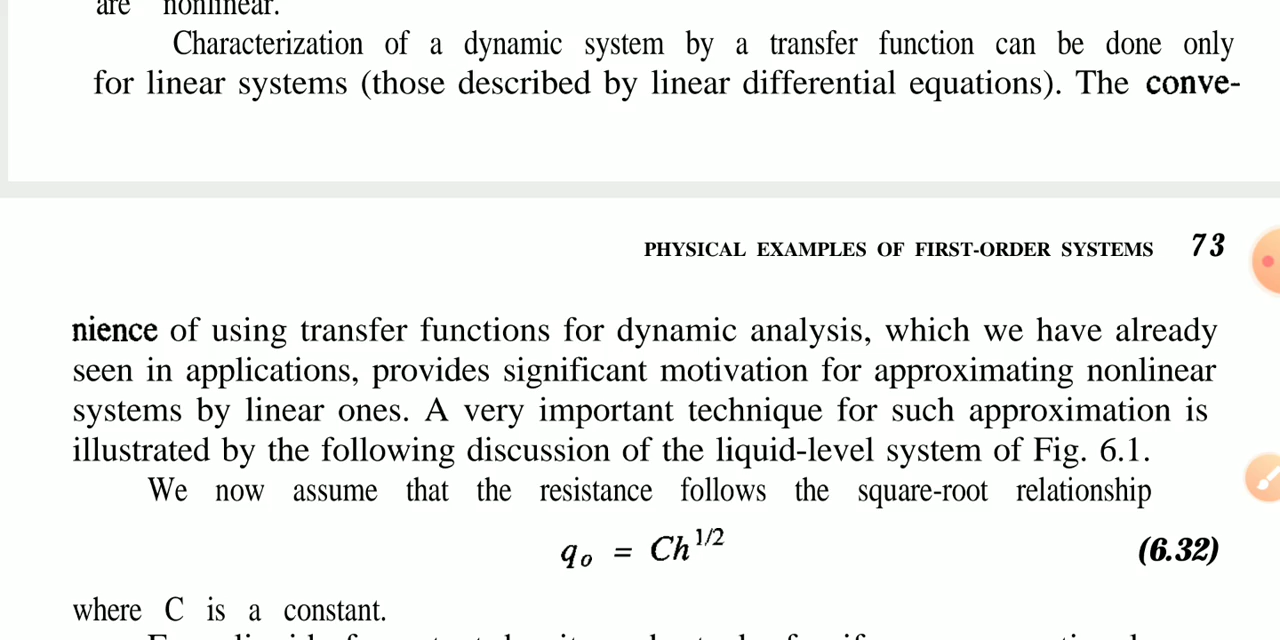 are nonlinear.
Characterization of a dynamic system by a transfer function can be done only
for linear systems (those described by linear differential equations). The conve-
PHYSICAL EXAMPLES OF FIRST-ORDER SYSTEMS 73
nience of using transfer functions for dynamic analysis, which we have already
seen in applications, provides significant motivation for approximating nonlinear
systems by linear ones. A very important technique for such approximation is
illustrated by the following discussion of the liquid-level system of Fig. 6.1.
We now assume that the resistance follows the square-root relationship
qo = Ch^1/2 (6.32)
where C is a constant.